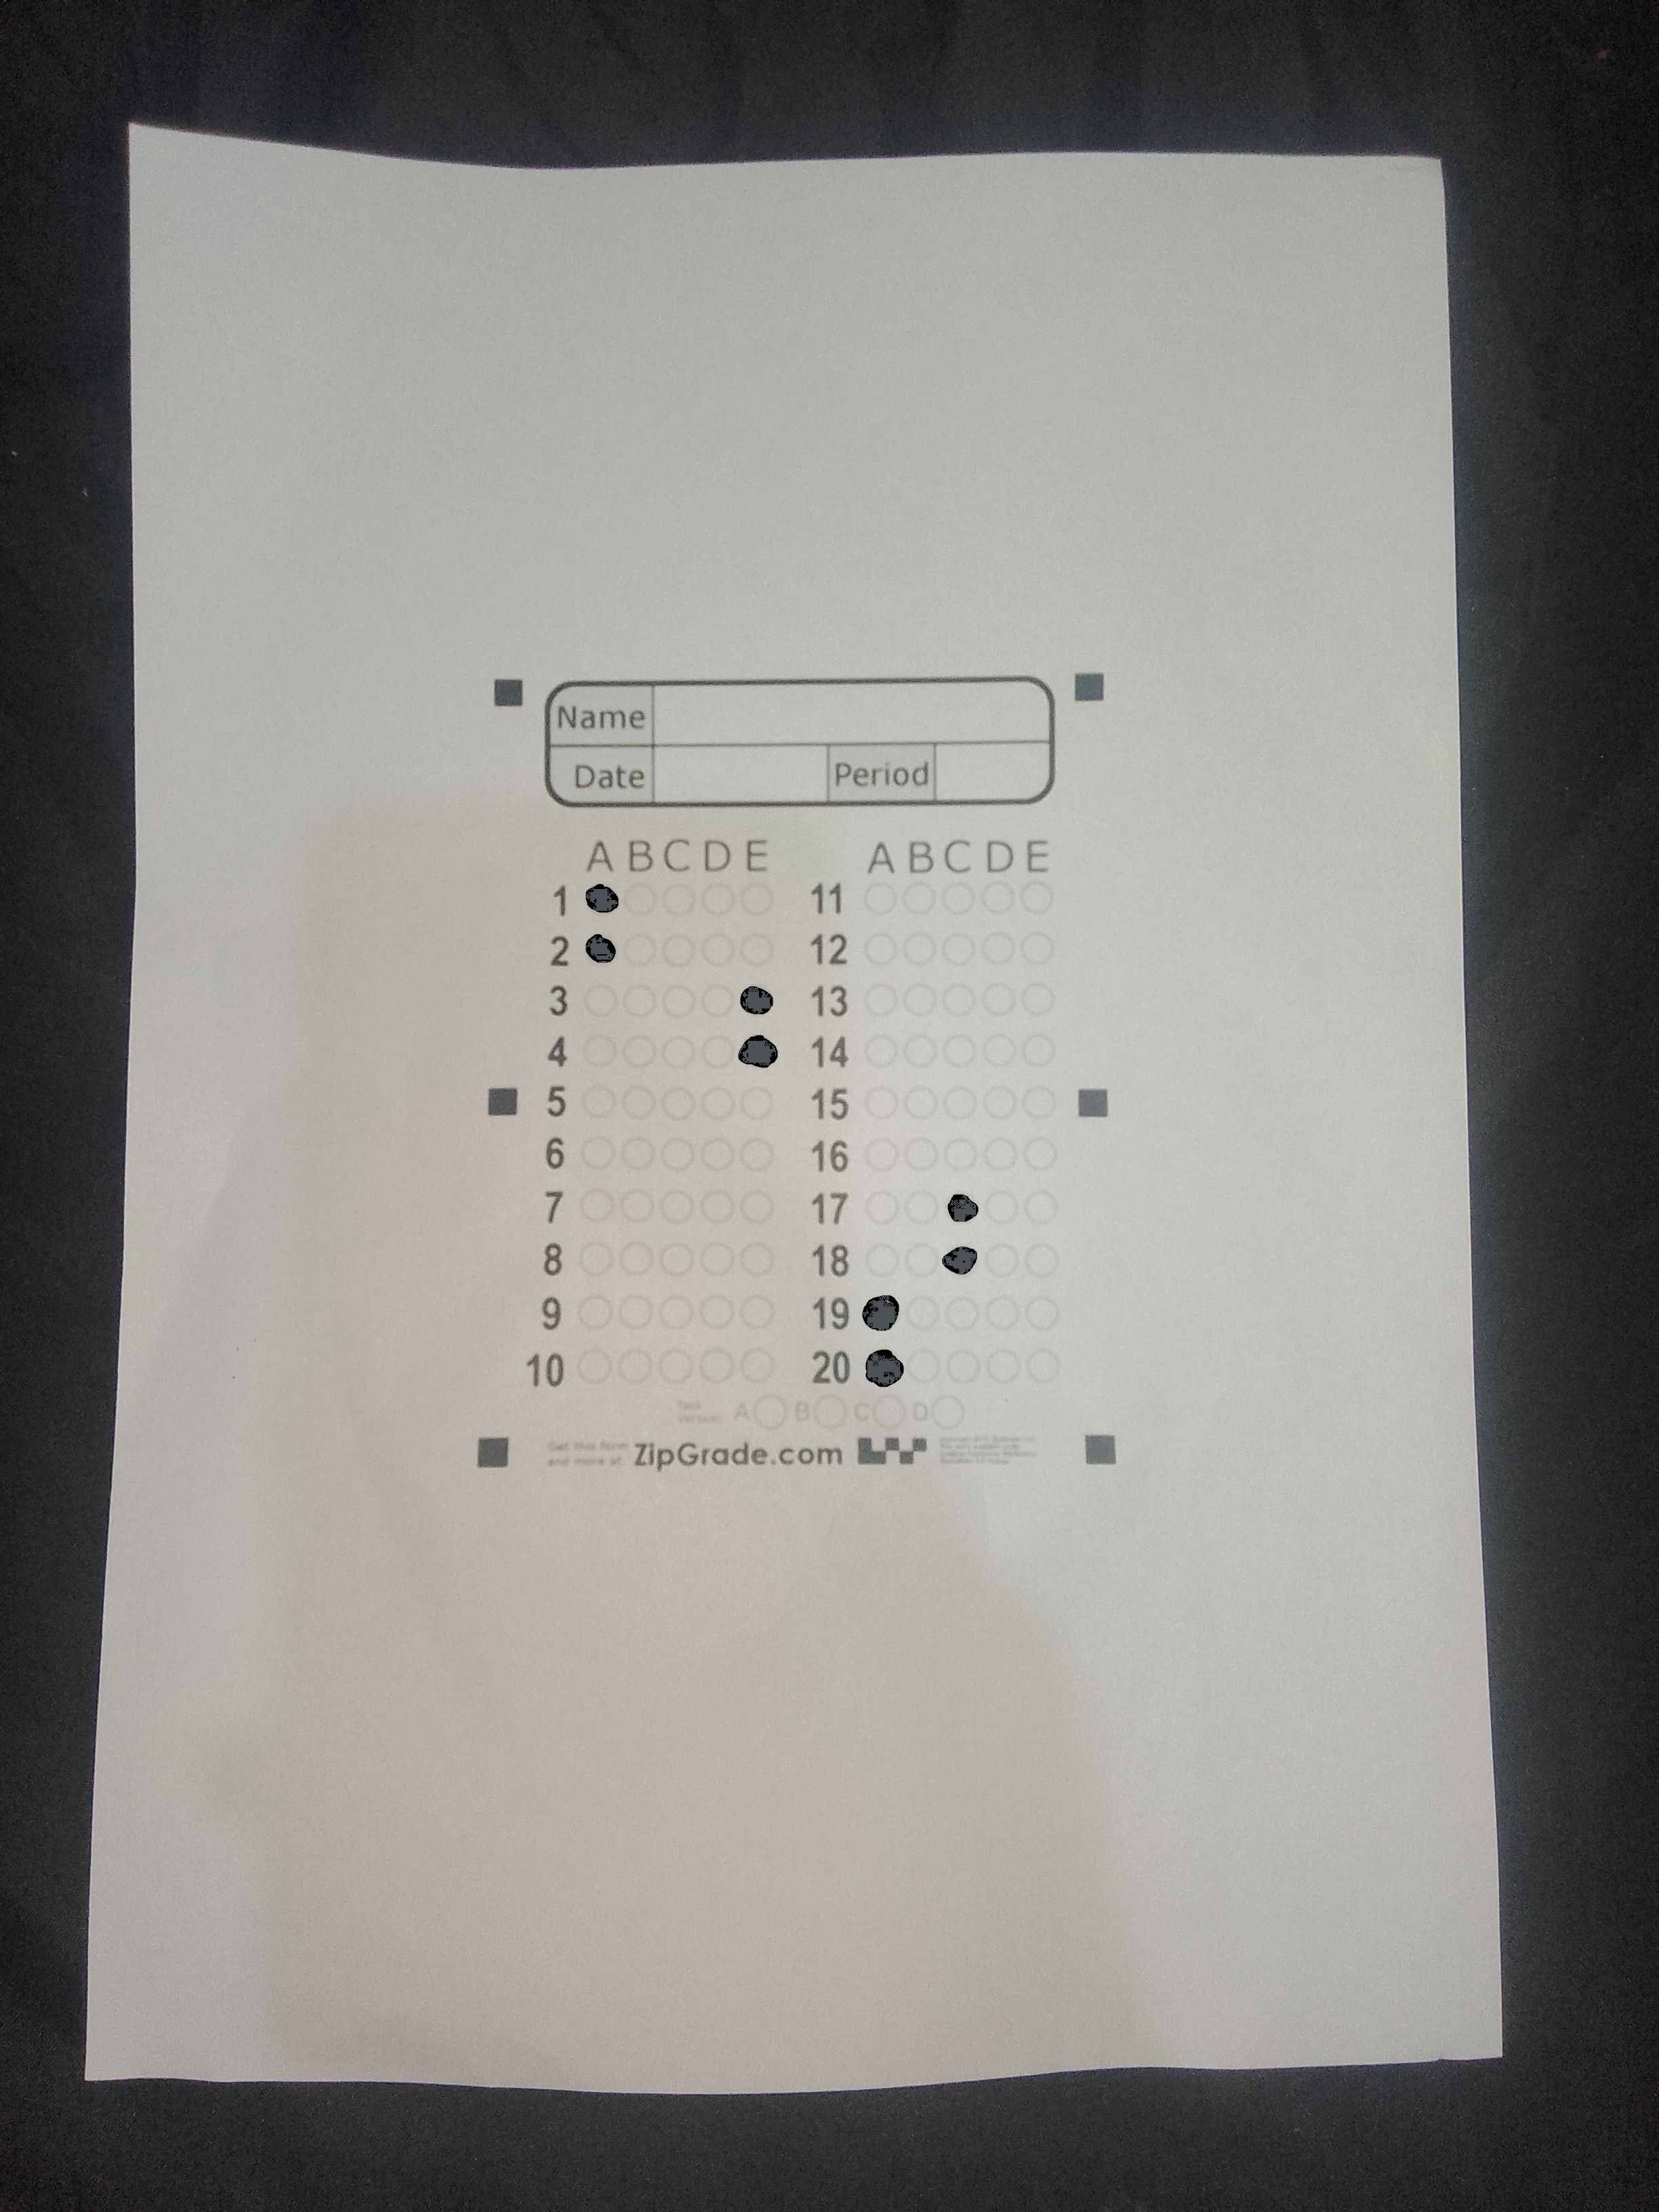 Name
Date Period
A B C D E A B C D E
1 11
2 12
3 13
4 14
5 15
6 16
7 17
8 18
9 19
10 20
Test Version A B C D
Get this form and more at ZipGrade.com